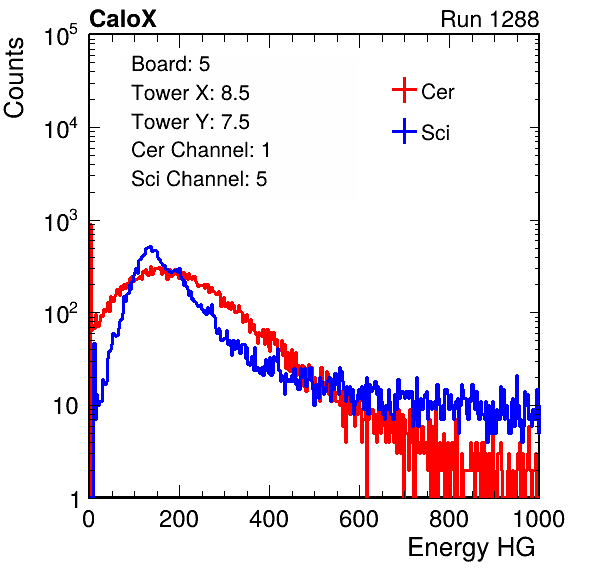 CaloX Run 1288
Counts
Board: 5
Tower X: 8.5
Tower Y: 7.5
Cer Channel: 1
Sci Channel: 5
Cer
Sci
10^5
10^4
10^3
10^2
10
1
0 200 400 600 800 1000
Energy HG